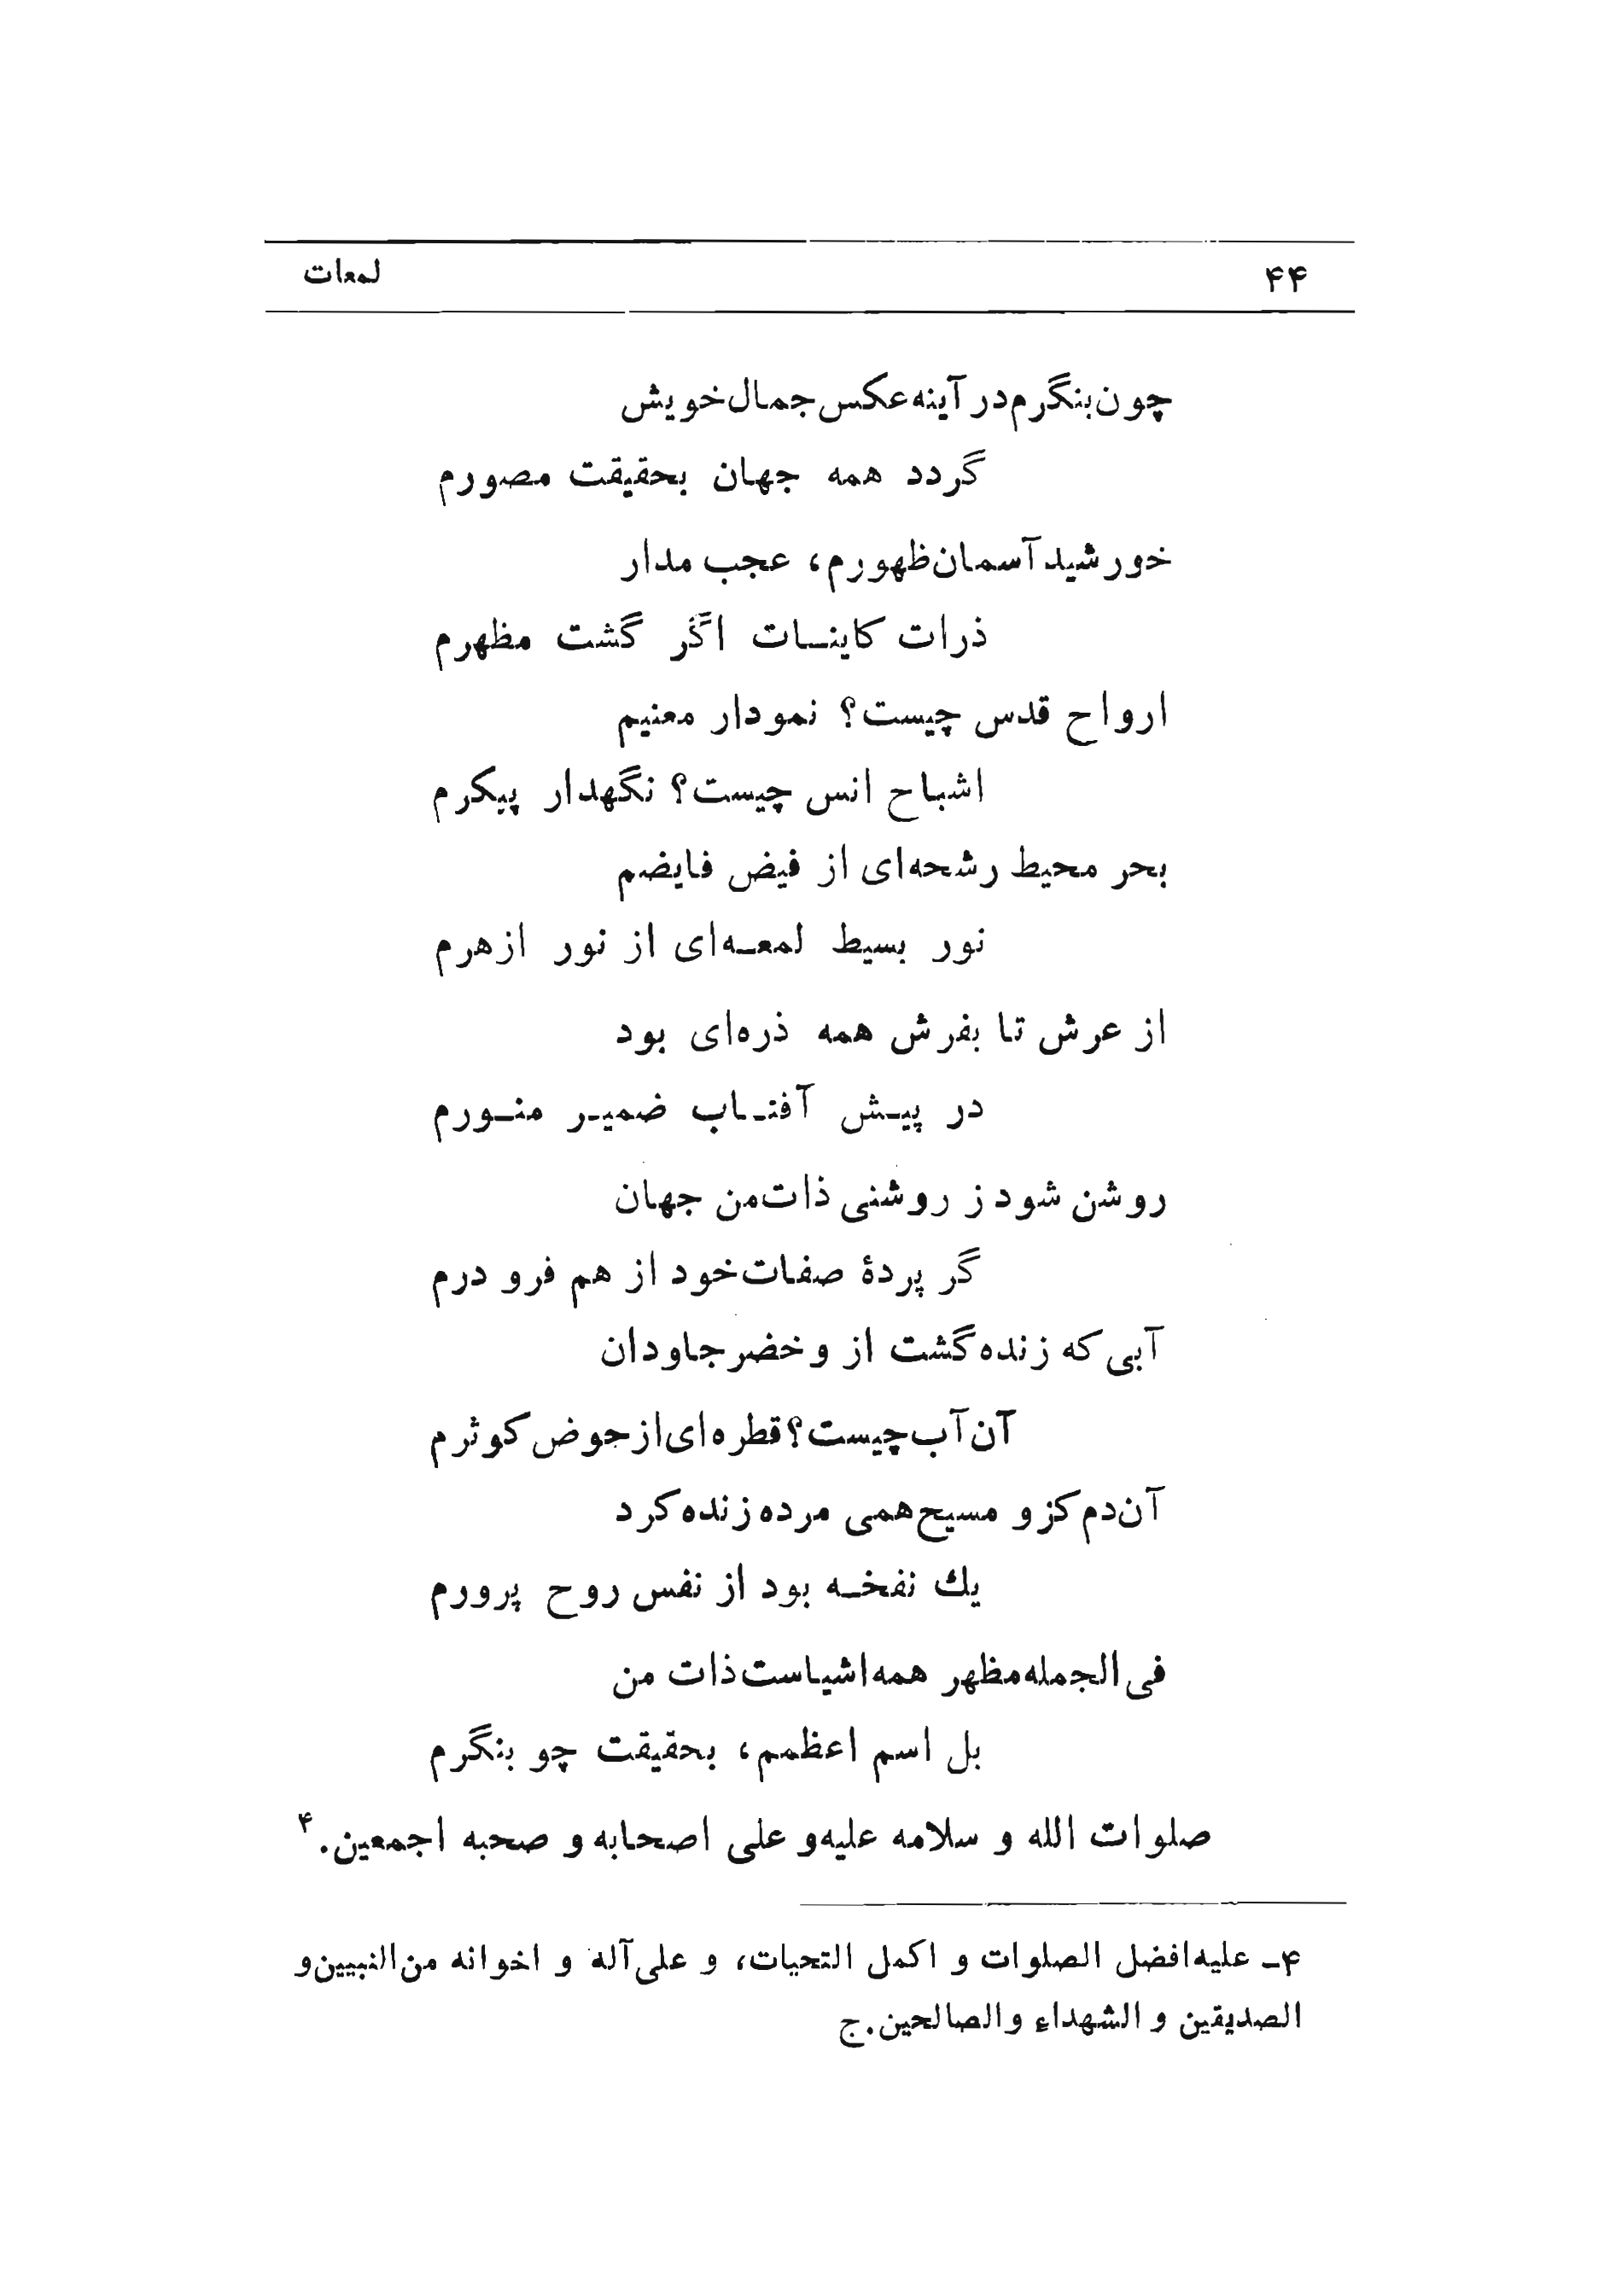 ۴۴
لمعات
چون بنگرم در آینه عکس جمال خویش
گردد همه جهان بحقیقت مصورم
خورشید آسمان ظهورم، عجب مدار
ذرات کاینات اگر گشت مظهرم
ارواح قدس چیست؟ نمودار معنیم
اشباح انس چیست؟ نگهدار پیکرم
بحر محیط رشحه‌ای از فیض فایضم
نور بسیط لمعه‌ای از نور ازهرم
از عرش تا بفرش همه ذره‌ای بود
در پیش آفتاب ضمیر منورم
روشن شود ز روشنی ذات من جهان
گر پردۀ صفات خود از هم فرو درم
آبی که زنده گشت از و خضر جاودان
آن آب چیست؟ قطره‌ای از حوض کوثرم
آن دم کز و مسیح همی مرده زنده کرد
یك نفخه بود از نفس روح پرورم
فی الجمله مظهر همه اشیاست ذات من
بل اسم اعظمم، بحقیقت چو بنگرم
صلوات الله و سلامه علیه و علی اصحابه و صحبه اجمعین.۴
۴ـ علیه افضل الصلوات و اکمل التحیات، و علی آله و اخوانه من النبیین و
الصدیقین و الشهداء والصالحین. ج